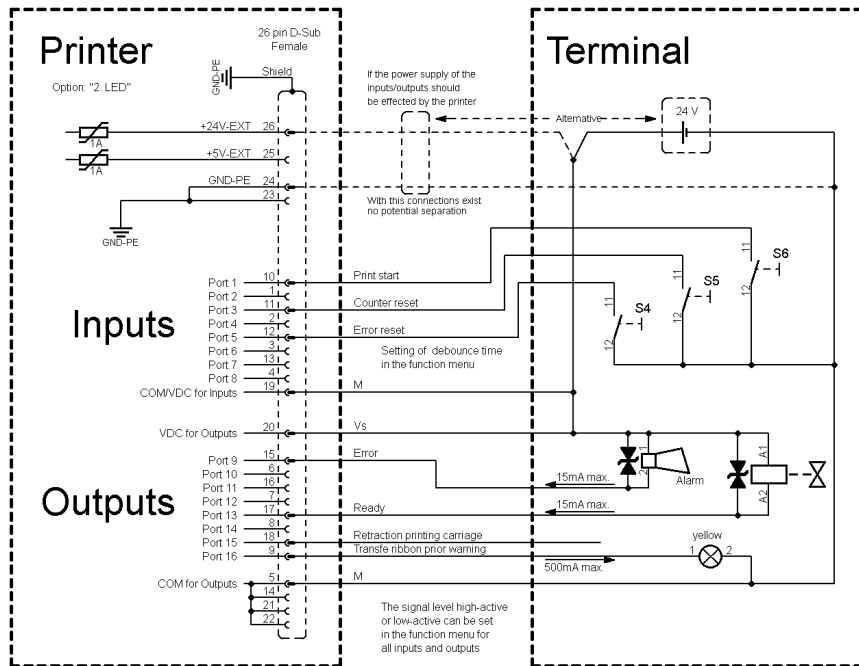 Printer
26 pin D-Sub
Female
Terminal
Option: "2. LED"
GND-PE
Shield
If the power supply of the
inputs/outputs should
be effected by the printer
Alternative
24 V
+24V-EXT 26
1A
+5V-EXT 25
1A
GND-PE 24
23
GND-PE
With this connections exist
no potential separation
Inputs
Port 1 10 Print start
Port 2 1
Port 3 11 Counter reset
Port 4 2
Port 5 12 Error reset
Port 6 3
Port 7 13
Port 8 4
COM/VDC for Inputs 19 M
Setting of debounce time
in the function menu
11
12
S4
11
12
S5
11
12
S6
VDC for Outputs 20 Vs
Outputs
Port 9 15 Error
Port 10 6
Port 11 16
Port 12 7
Port 13 17 Ready
Port 14 8
Port 15 18 Retraction printing carriage
Port 16 9 Transfe ribbon prior warning
COM for Outputs 5 M
14
21
22
15mA max.
15mA max.
500mA max.
1
2
Alarm
A1
A2
yellow
1 2
The signal level high-active
or low-active can be set
in the function menu for
all inputs and outputs